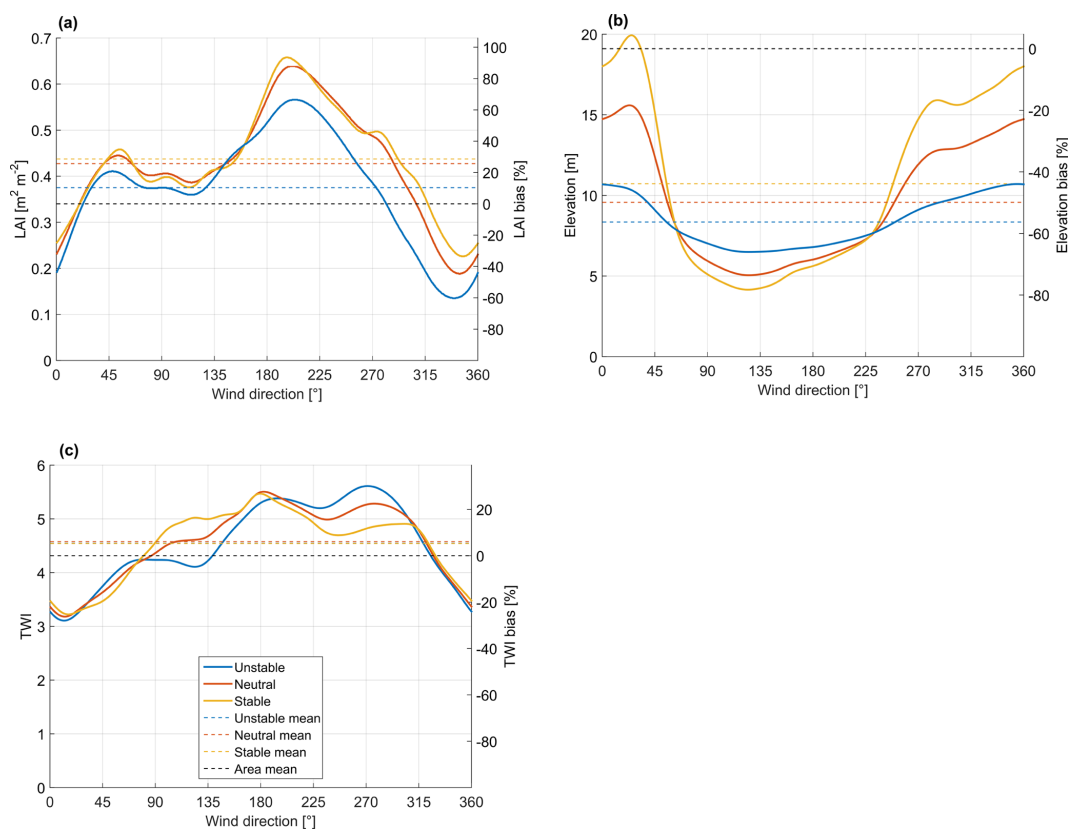 (a)
0.7
0.6
0.5
0.4
0.3
0.2
0.1
0
LAI [m² m⁻²]
100
80
60
40
20
0
-20
-40
-60
-80
LAI bias [%]
0 45 90 135 180 225 270 315 360
Wind direction [°]
(b)
20
15
10
5
0
Elevation [m]
0
-20
-40
-60
-80
Elevation bias [%]
0 45 90 135 180 225 270 315 360
Wind direction [°]
(c)
6
5
4
3
2
1
0
TWI
20
0
-20
-40
-60
-80
TWI bias [%]
Unstable
Neutral
Stable
Unstable mean
Neutral mean
Stable mean
Area mean
0 45 90 135 180 225 270 315 360
Wind direction [°]